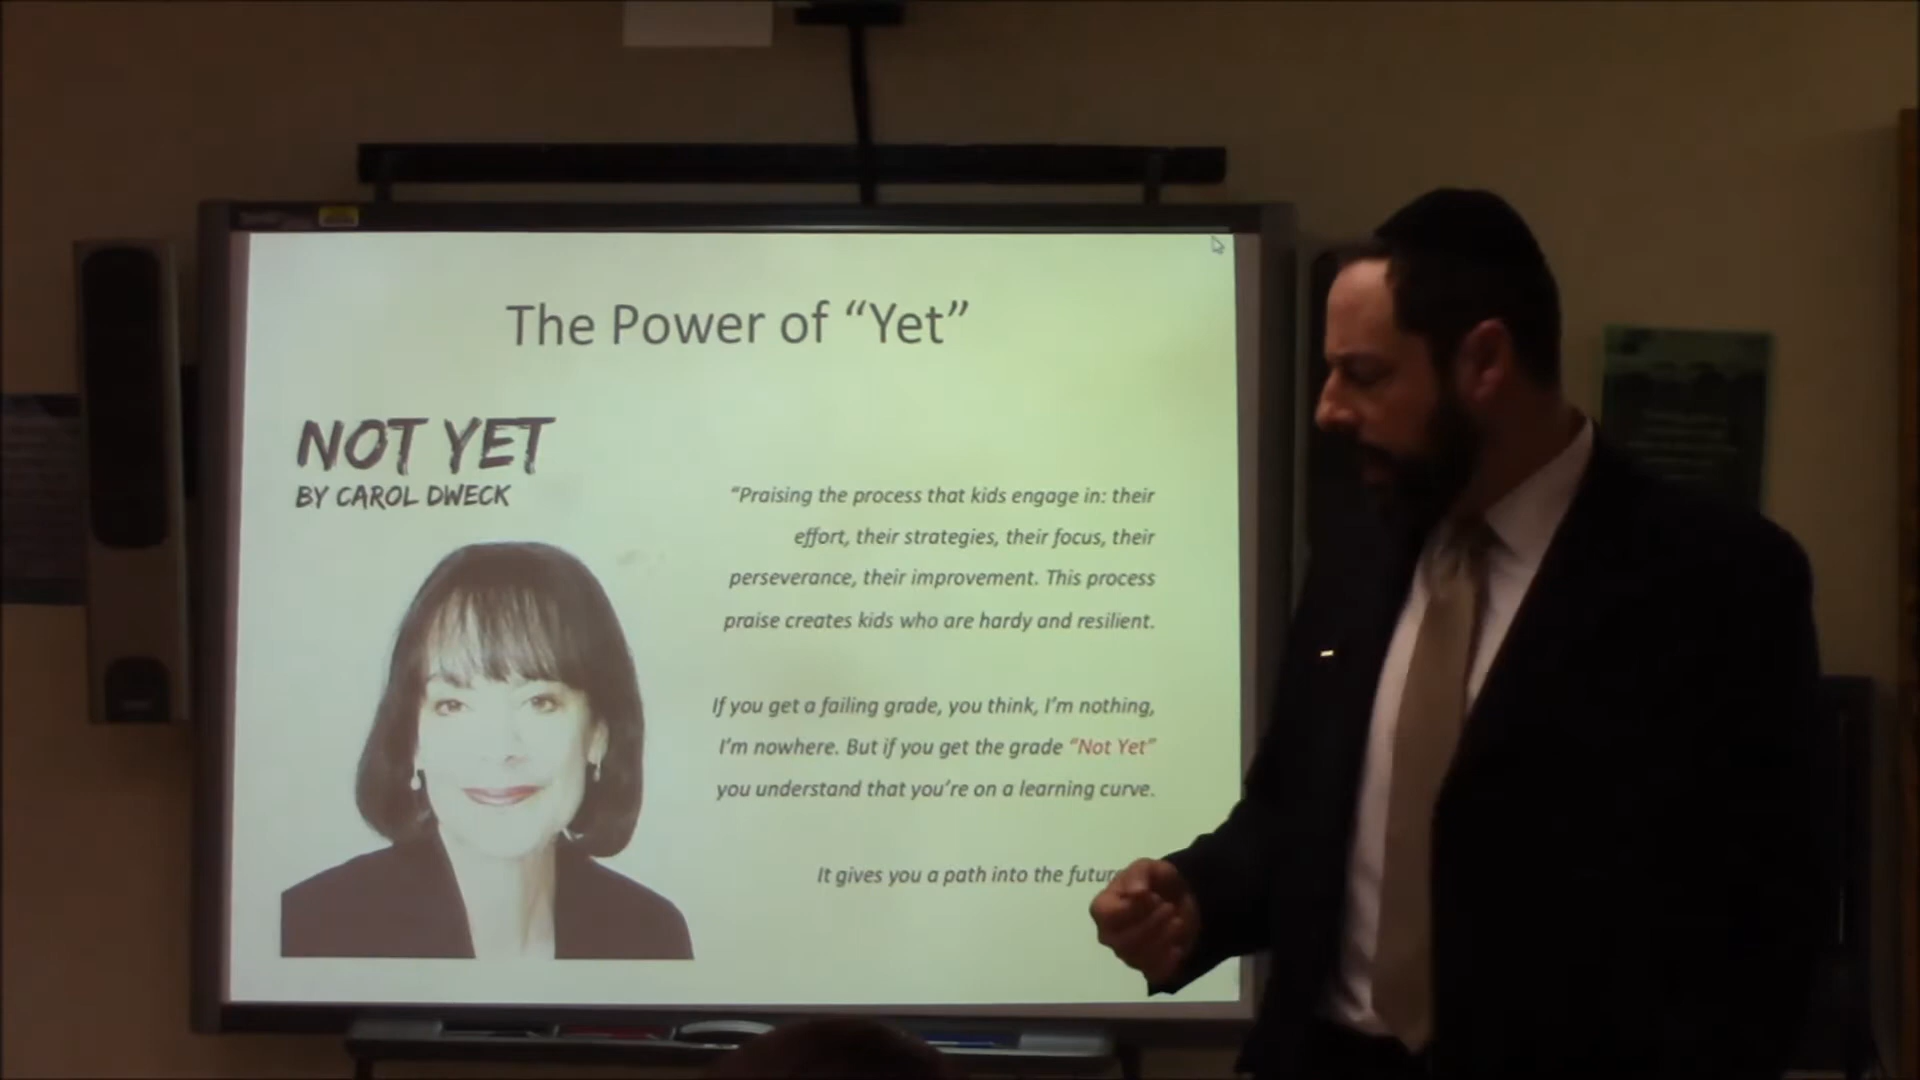 The Power of “Yet”
NOT YET
BY CAROL DWECK
“Praising the process that kids engage in: their
effort, their strategies, their focus, their
perseverance, their improvement. This process
praise creates kids who are hardy and resilient.
If you get a failing grade, you think, I’m nothing,
I’m nowhere. But if you get the grade “Not Yet”
you understand that you’re on a learning curve.
It gives you a path into the